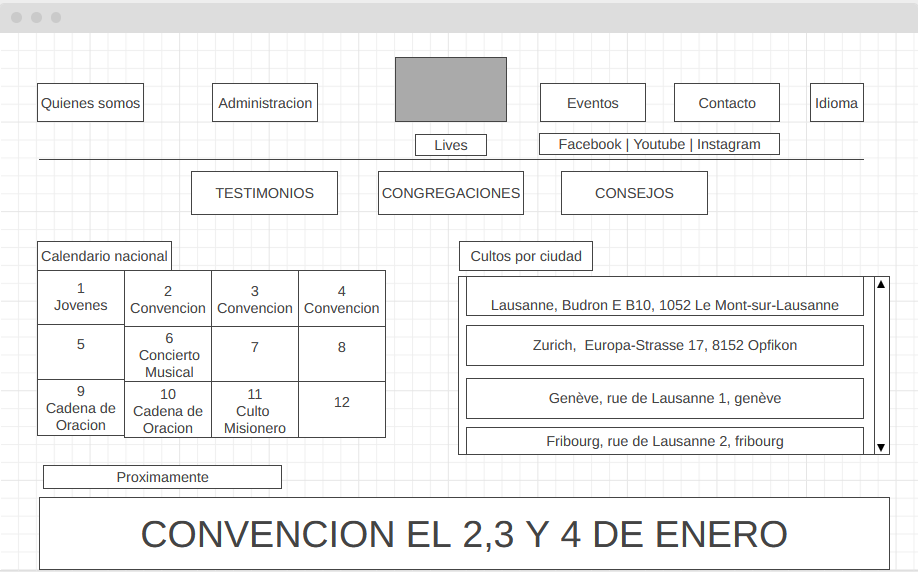 Quienes somos
Administracion
Eventos
Contacto
Idioma
Lives
Facebook | Youtube | Instagram
TESTIMONIOS
CONGREGACIONES
CONSEJOS
Calendario nacional
1
Jovenes
2
Convencion
3
Convencion
4
Convencion
5
6
Concierto
Musical
7
8
9
Cadena de
Oracion
10
Cadena de
Oracion
11
Culto
Misionero
12
Cultos por ciudad
Lausanne, Budron E B10, 1052 Le Mont-sur-Lausanne
Zurich, Europa-Strasse 17, 8152 Opfikon
Genève, rue de Lausanne 1, genève
Fribourg, rue de Lausanne 2, fribourg
Proximamente
CONVENCION EL 2,3 Y 4 DE ENERO